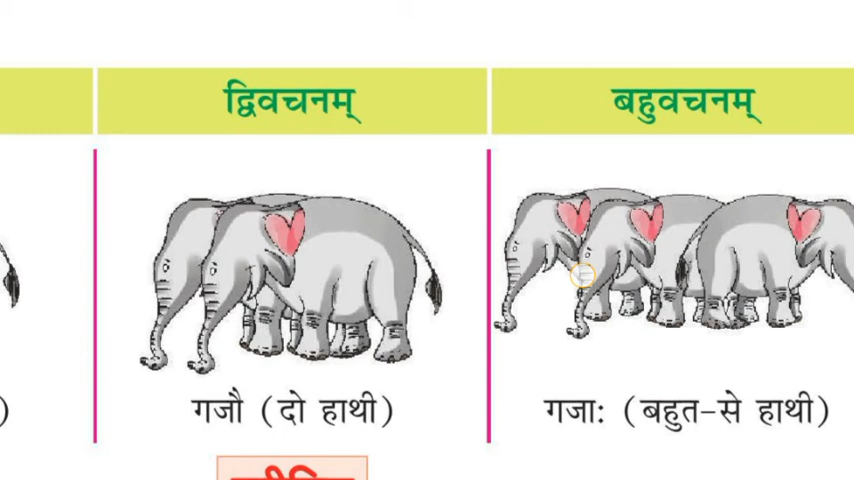 द्विवचनम् बहुवचनम्
) गजौ (दो हाथी) गजाः (बहुत-से हाथी)